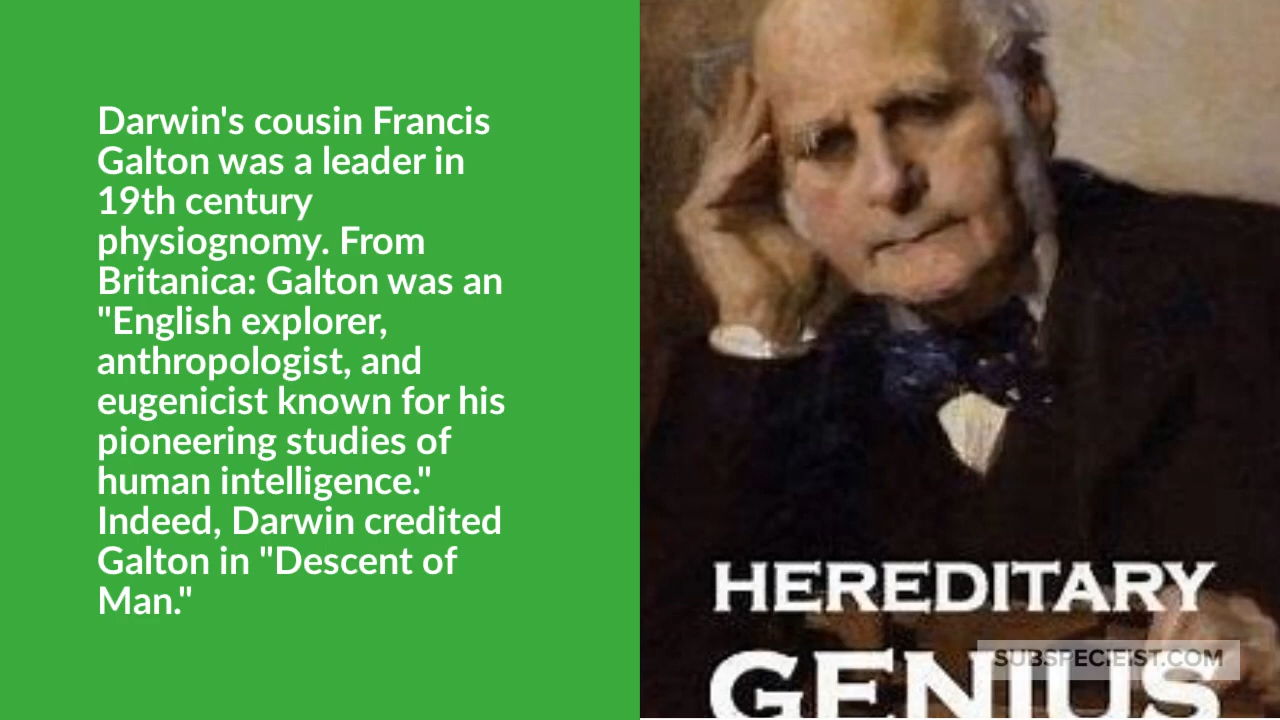 Darwin's cousin Francis
Galton was a leader in
19th century
physiognomy. From
Britanica: Galton was an
"English explorer,
anthropologist, and
eugenicist known for his
pioneering studies of
human intelligence."
Indeed, Darwin credited
Galton in "Descent of
Man."
HEREDITARY
GENIUS
SUBSPECIEIST.COM